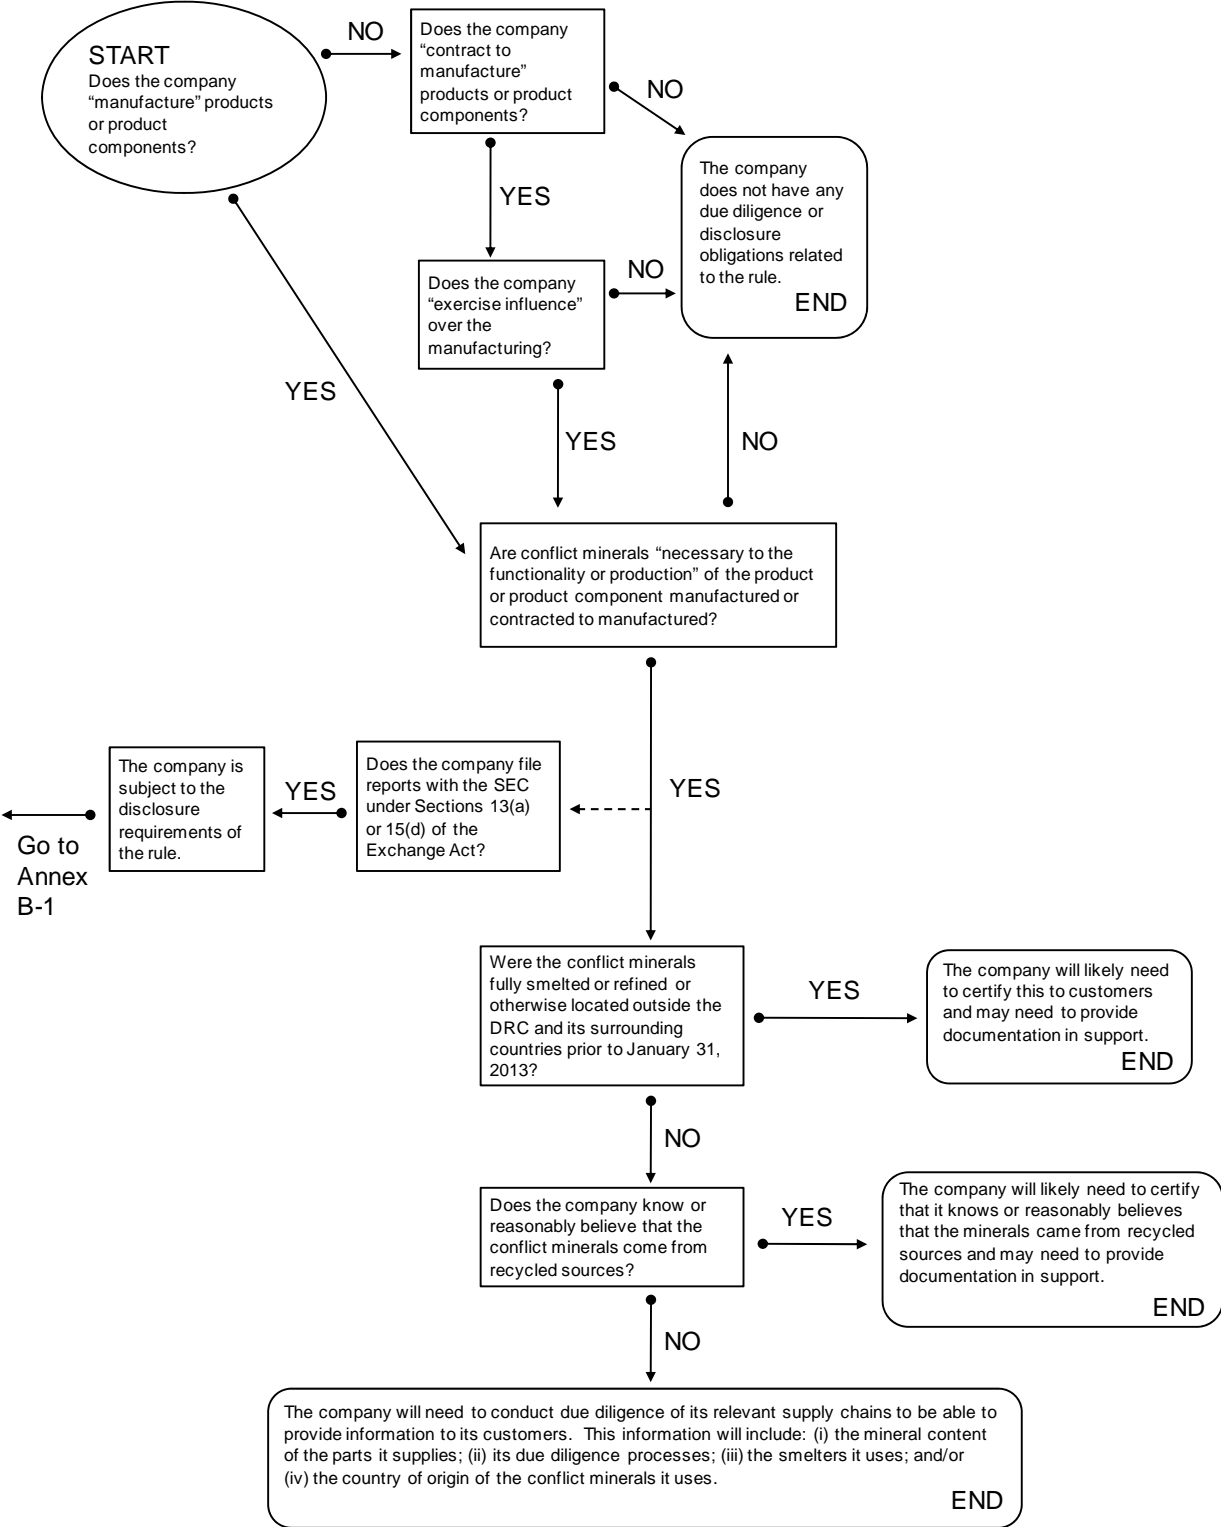 START
Does the company
“manufacture” products
or product
components?
NO
Does the company
“contract to
manufacture”
products or product
components?
NO
The company
does not have any
due diligence or
disclosure
obligations related
to the rule.
END
YES
Does the company
“exercise influence”
over the
manufacturing?
NO
YES
YES
NO
Are conflict minerals “necessary to the
functionality or production” of the product
or product component manufactured or
contracted to manufactured?
YES
Does the company file
reports with the SEC
under Sections 13(a)
or 15(d) of the
Exchange Act?
YES
The company is
subject to the
disclosure
requirements of
the rule.
Go to
Annex
B-1
Were the conflict minerals
fully smelted or refined or
otherwise located outside the
DRC and its surrounding
countries prior to January 31,
2013?
YES
The company will likely need
to certify this to customers
and may need to provide
documentation in support.
END
NO
Does the company know or
reasonably believe that the
conflict minerals come from
recycled sources?
YES
The company will likely need to certify
that it knows or reasonably believes
that the minerals came from recycled
sources and may need to provide
documentation in support.
END
NO
The company will need to conduct due diligence of its relevant supply chains to be able to
provide information to its customers.  This information will include: (i) the mineral content
of the parts it supplies; (ii) its due diligence processes; (iii) the smelters it uses; and/or
(iv) the country of origin of the conflict minerals it uses.
END